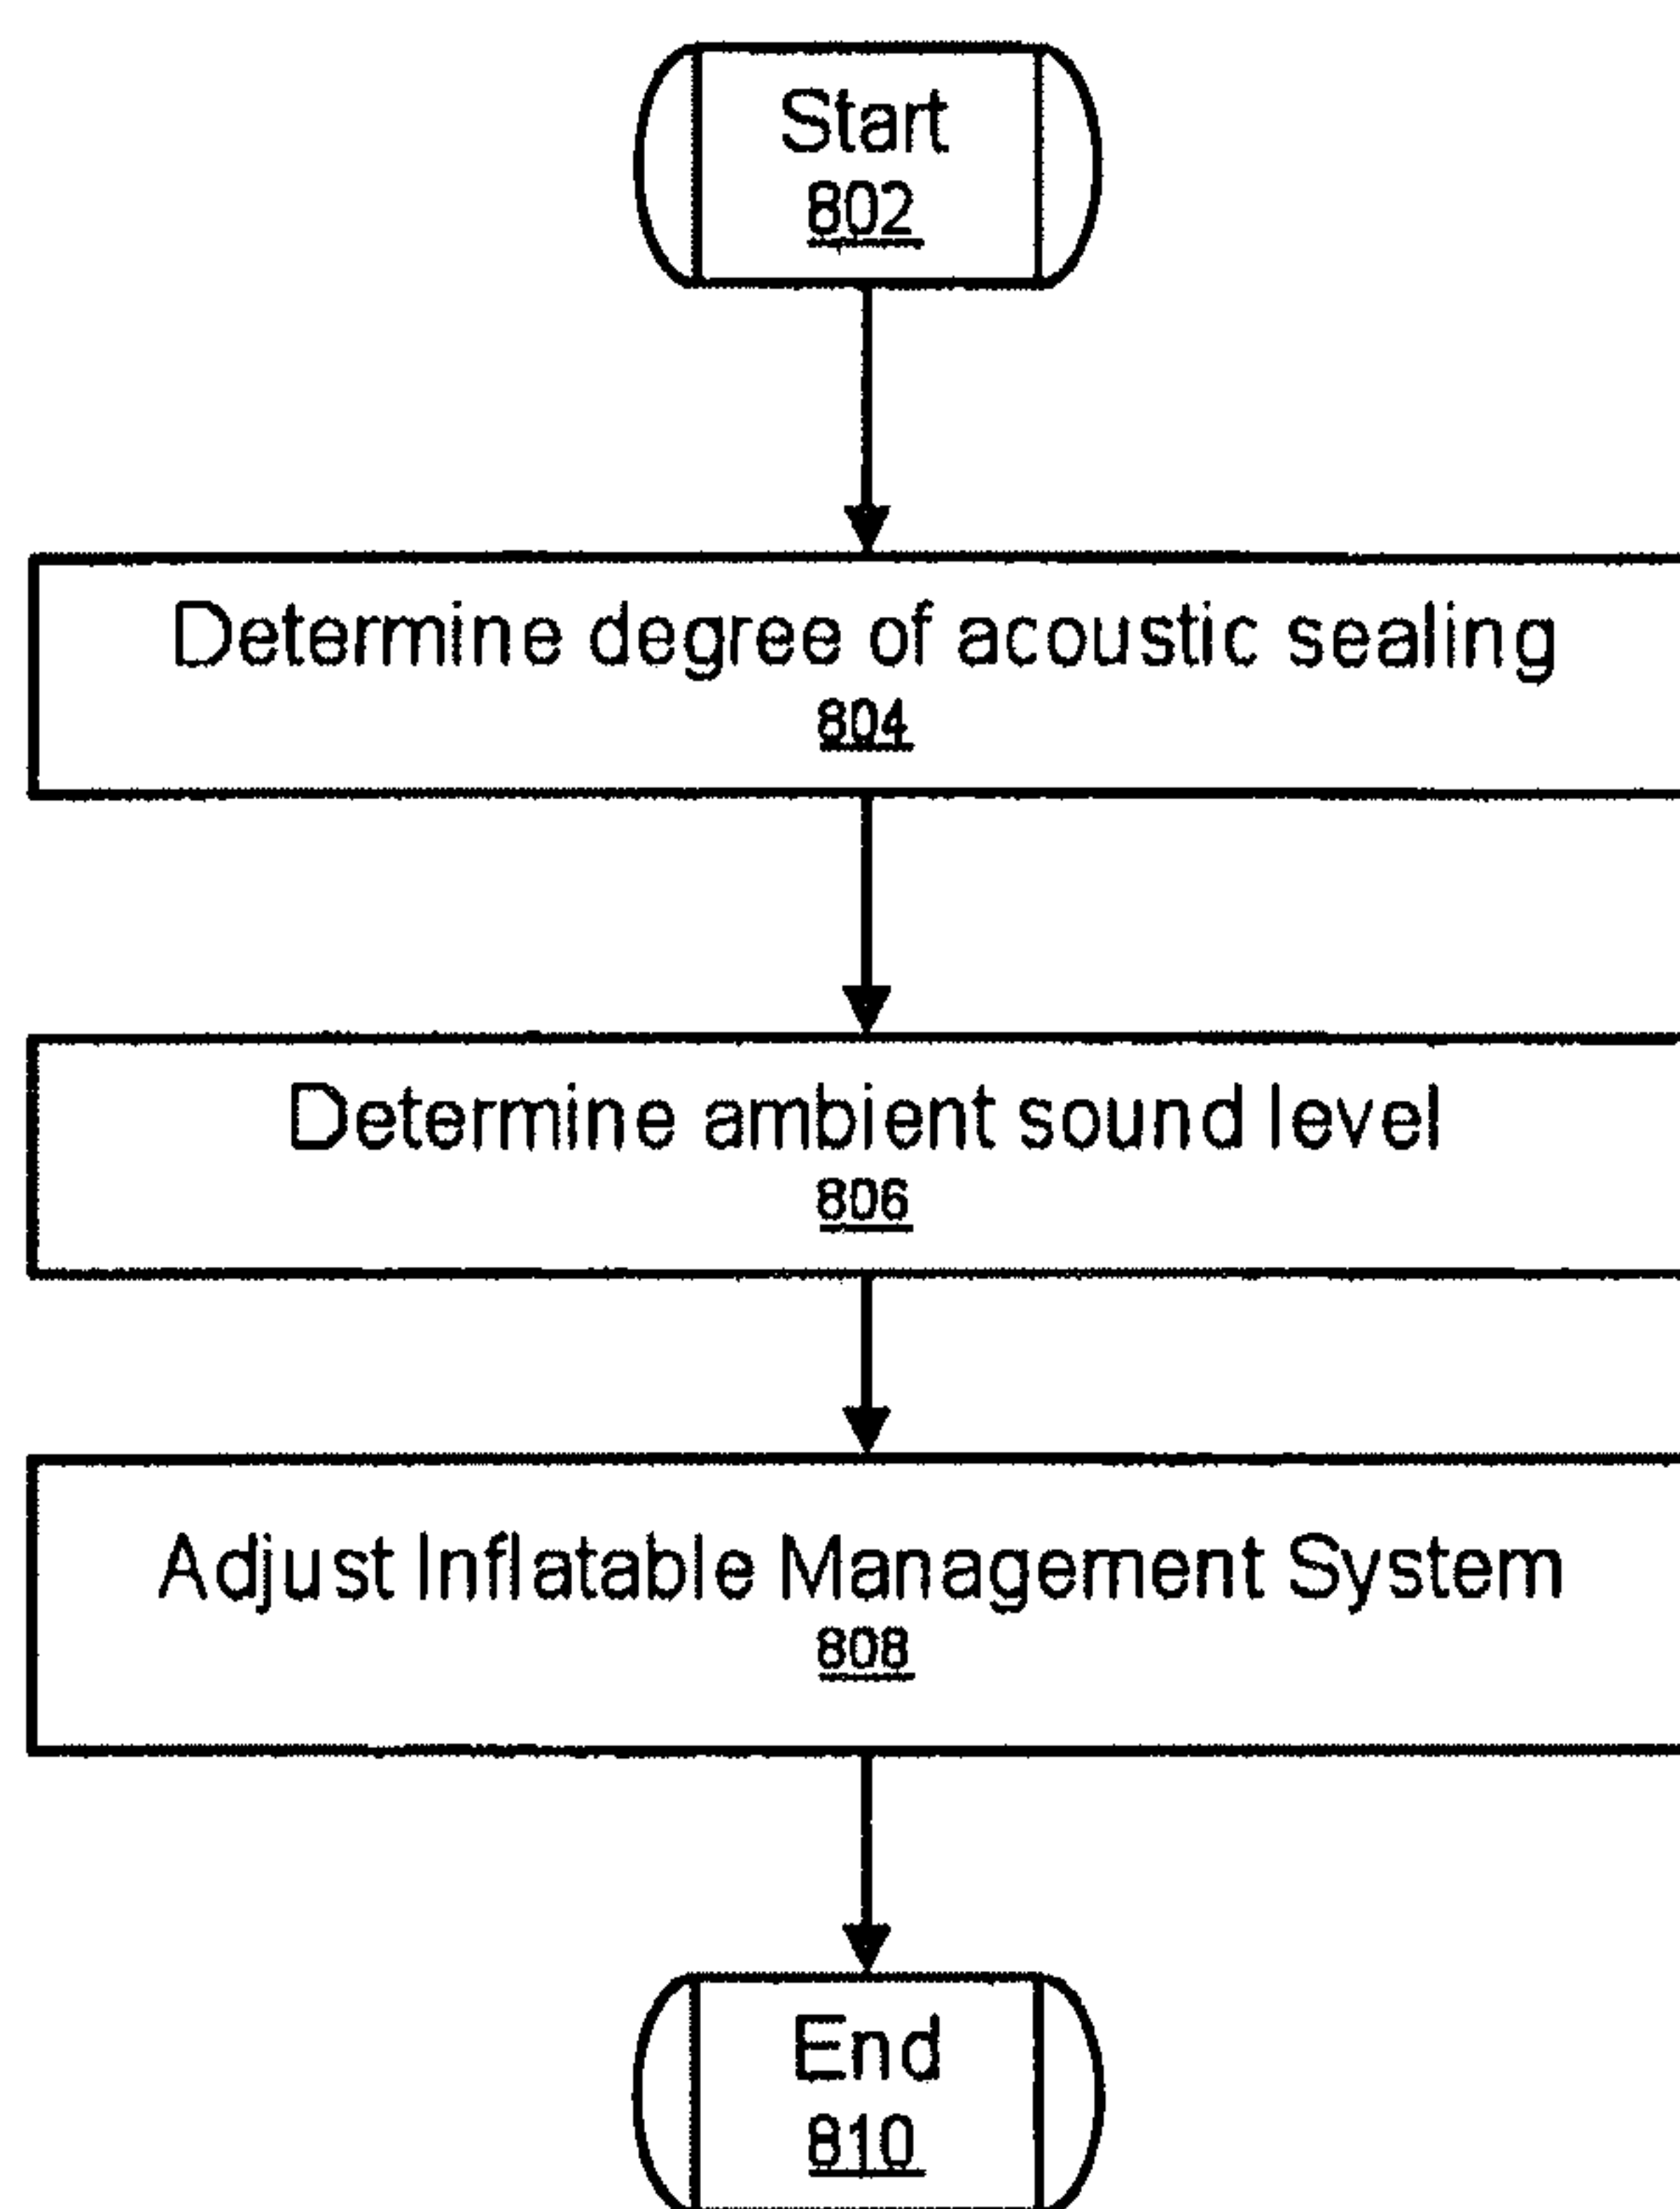 Start
802
Determine degree of acoustic sealing
804
Determine ambient sound level
806
Adjust Inflatable Management System
808
End
810